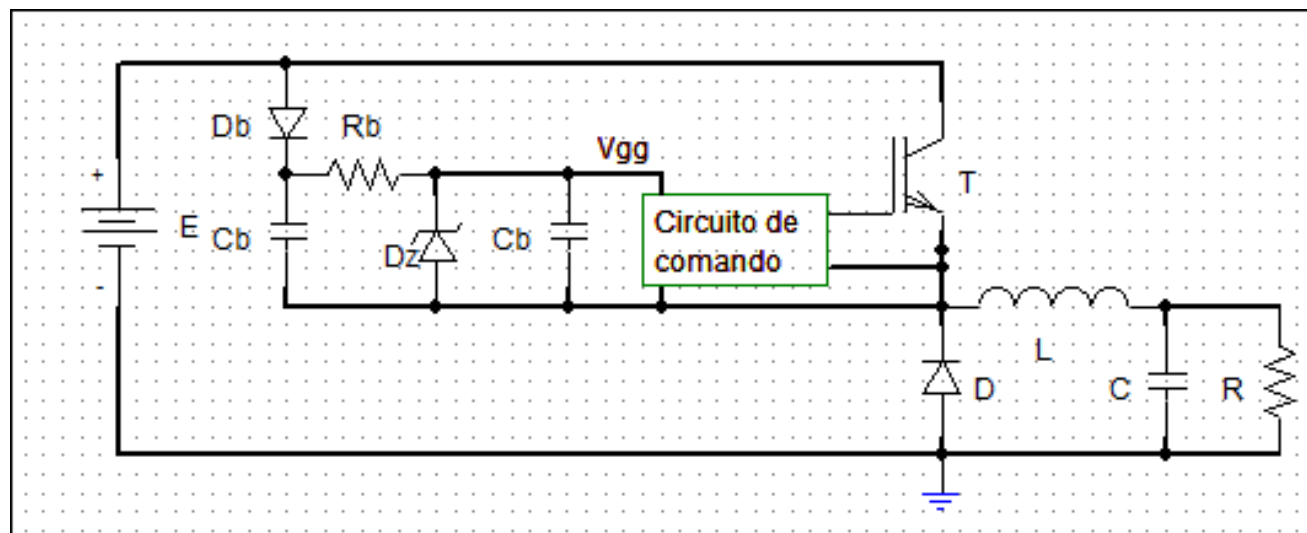 Db
Rb
Vgg
+
E
Cb
Dz
Cb
Circuito de
comando
T
-
L
D
C
R